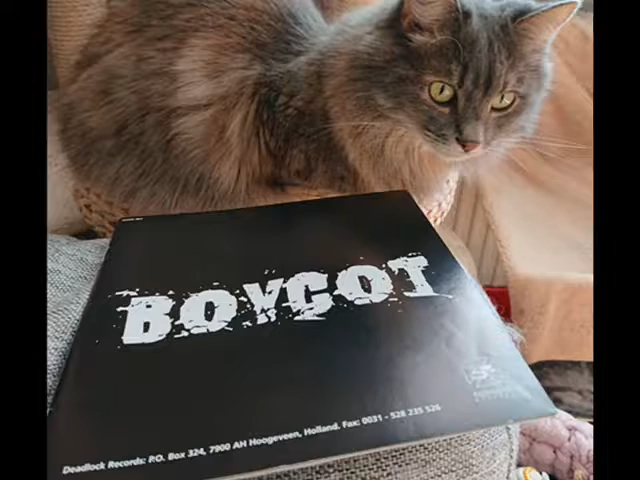 BOYCOT
Deadlock Records: P.O. Box 324, 7900 AH Hoogeveen, Holland. Fax: 0031 - 528 235 526